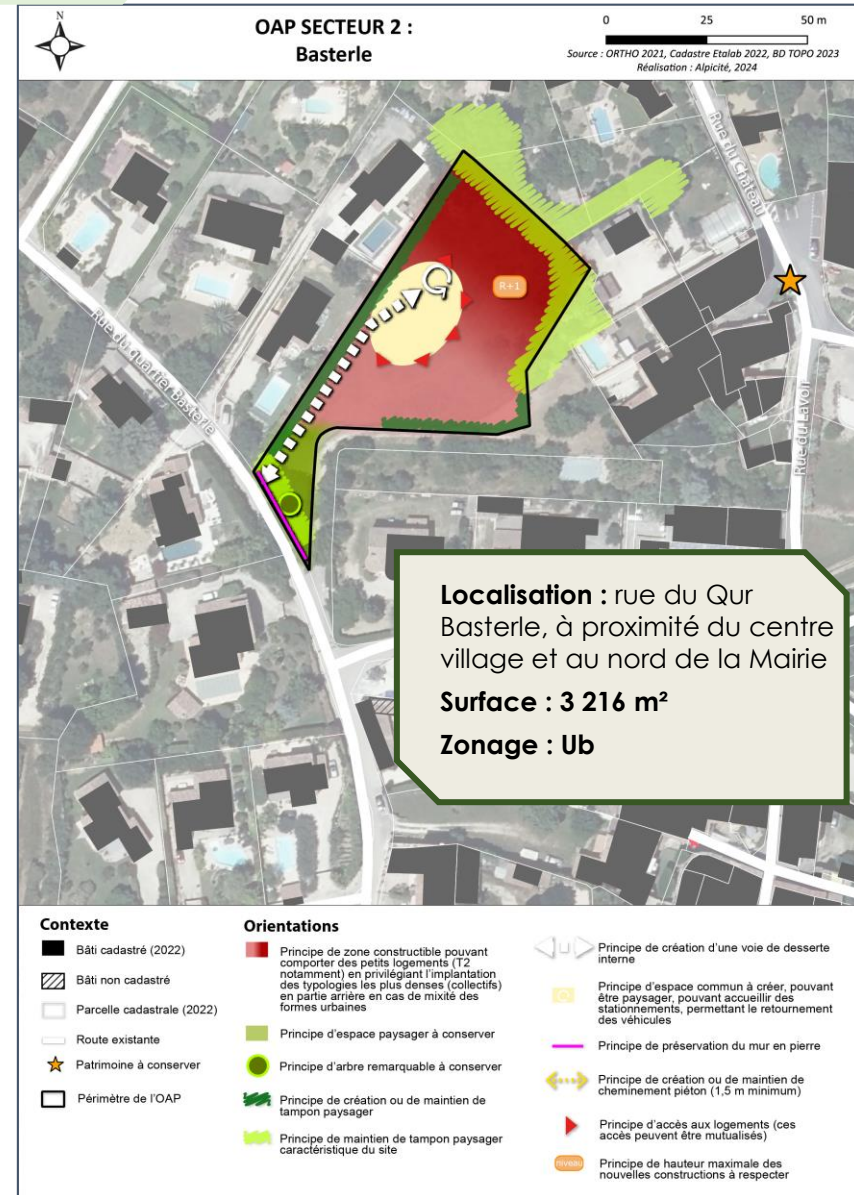 N
OAP SECTEUR 2 :
Basterle
0 25 50 m
Source : ORTHO 2021, Cadastre Etalab 2022, BD TOPO 2023
Réalisation : Alpicité, 2024
Rue du Château
R+1
Rue du quartier Basterle
Rue du Lavoir
Localisation : rue du Qur
Basterle, à proximité du centre
village et au nord de la Mairie
Surface : 3 216 m²
Zonage : Ub
Contexte
Bâti cadastré (2022)
Bâti non cadastré
Parcelle cadastrale (2022)
Route existante
Patrimoine à conserver
Périmètre de l'OAP
Orientations
Principe de zone constructible pouvant
comporter des petits logements (T2
notamment) en privilégiant l'implantation
des typologies les plus denses (collectifs)
en partie arrière en cas de mixité des
formes urbaines
Principe d'espace paysager à conserver
Principe d'arbre remarquable à conserver
Principe de création ou de maintien de
tampon paysager
Principe de maintien de tampon paysager
caractéristique du site
Principe de création d'une voie de desserte
interne
Principe d'espace commun à créer, pouvant
être paysager, pouvant accueillir des
stationnements, permettant le retournement
des véhicules
Principe de préservation du mur en pierre
Principe de création ou de maintien de
cheminement piéton (1,5 m minimum)
Principe d'accès aux logements (ces
accès peuvent être mutualisés)
niveau
Principe de hauteur maximale des
nouvelles constructions à respecter